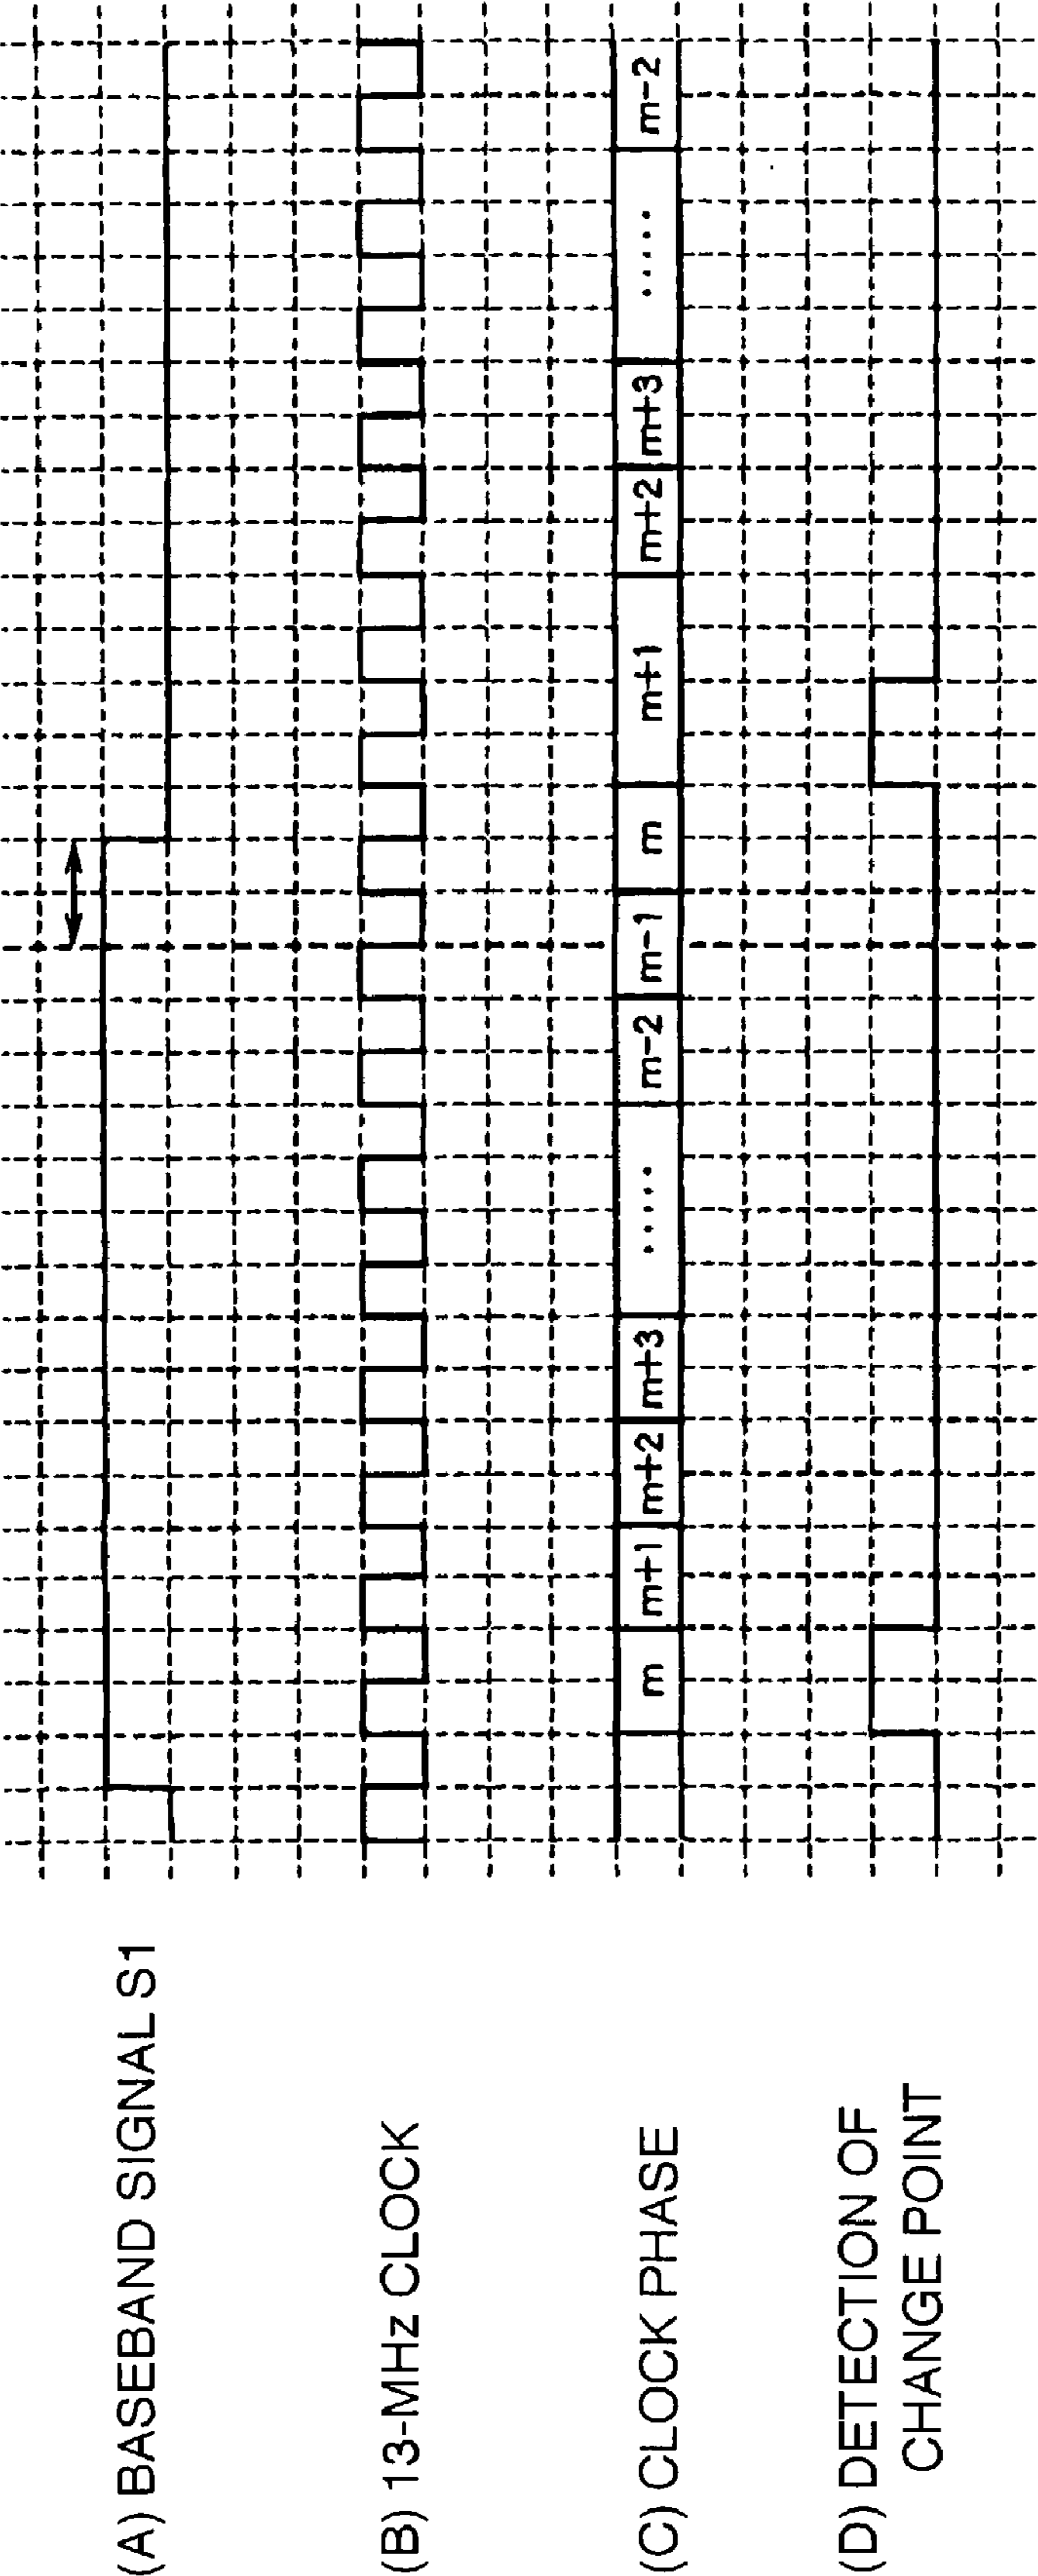 (A) BASEBAND SIGNAL S1
(B) 13-MHz CLOCK
(C) CLOCK PHASE
m m+1 m+2 m+3 ..... m-2 m-1 m m+1 m+2 m+3 ..... m-2
(D) DETECTION OF
CHANGE POINT